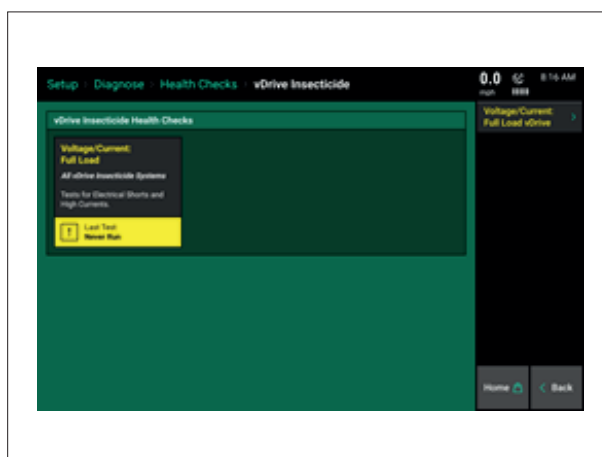 Setup Diagnose Health Checks vDrive Insecticide
0.0 8:16 AM
mph
vDrive Insecticide Health Checks
Voltage/Current:
Full Load vDrive
Voltage/Current:
Full Load
All vDrive Insecticide Systems
Tests for Electrical Shorts and
High Currents.
! Last Test:
Never Run
Home < Back